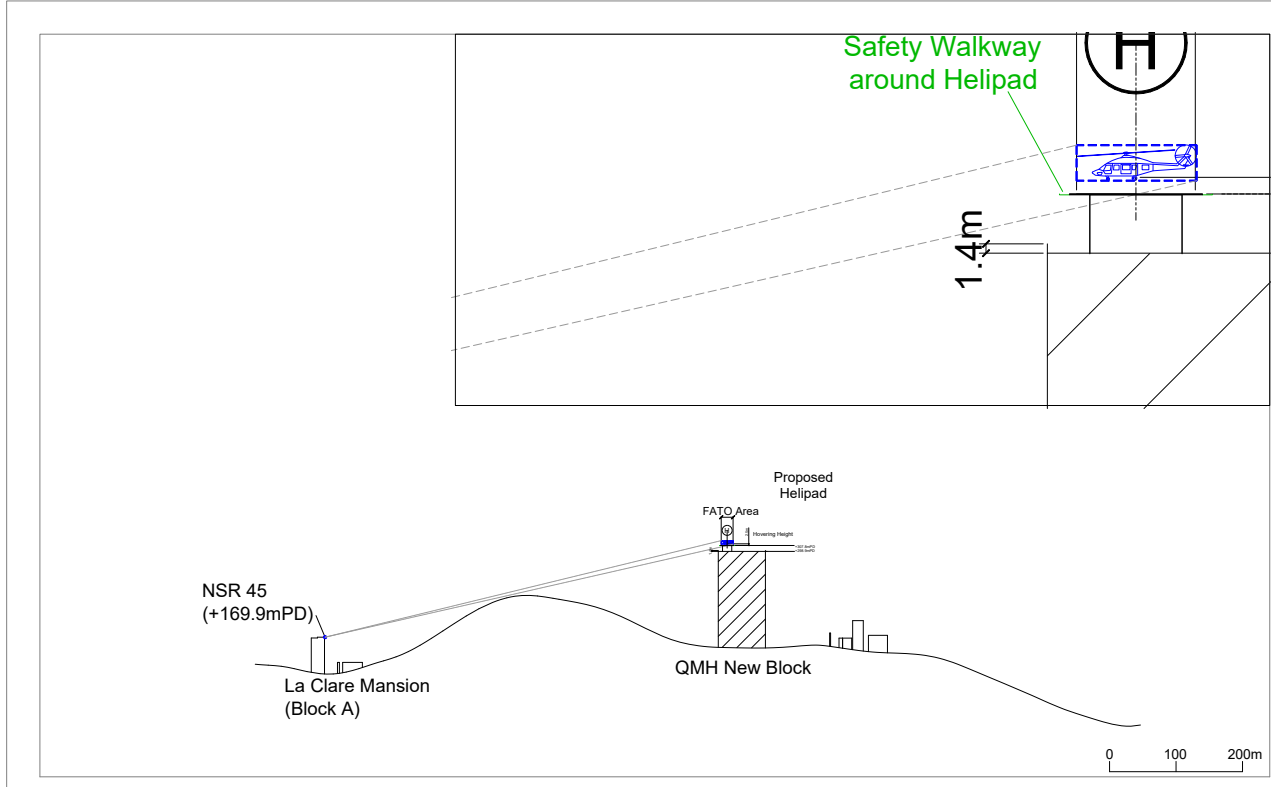 Safety Walkway
around Helipad
H
1.4m
Proposed
Helipad
FATO Area
H
Hovering Height
NSR 45
(+169.9mPD)
La Clare Mansion
(Block A)
QMH New Block
0 100 200m